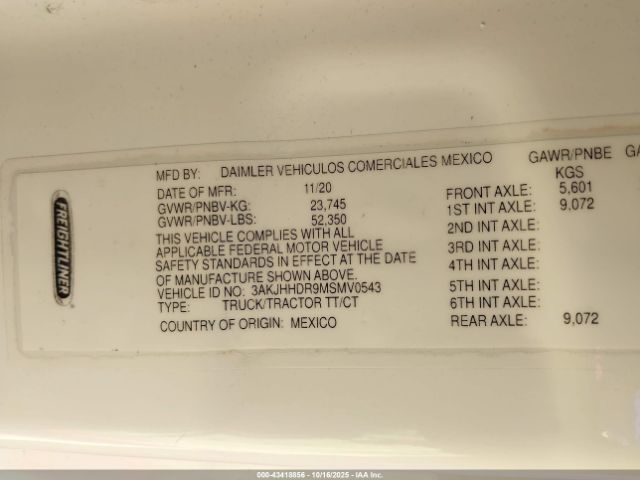 FREIGHTLINER
MFD BY: DAIMLER VEHICULOS COMERCIALES MEXICO
DATE OF MFR: 11/20
GVWR/PNBV-KG: 23,745
GVWR/PNBV-LBS: 52,350
THIS VEHICLE COMPLIES WITH ALL
APPLICABLE FEDERAL MOTOR VEHICLE
SAFETY STANDARDS IN EFFECT AT THE DATE
OF MANUFACTURE SHOWN ABOVE.
VEHICLE ID NO: 3AKJHHDR9MSMV0543
TYPE: TRUCK/TRACTOR TT/CT
COUNTRY OF ORIGIN: MEXICO
GAWR/PNBE GA
KGS
FRONT AXLE: 5,601
1ST INT AXLE: 9,072
2ND INT AXLE:
3RD INT AXLE:
4TH INT AXLE:
5TH INT AXLE:
6TH INT AXLE:
REAR AXLE: 9,072
000-43418856 - 10/16/2025 - IAA Inc.